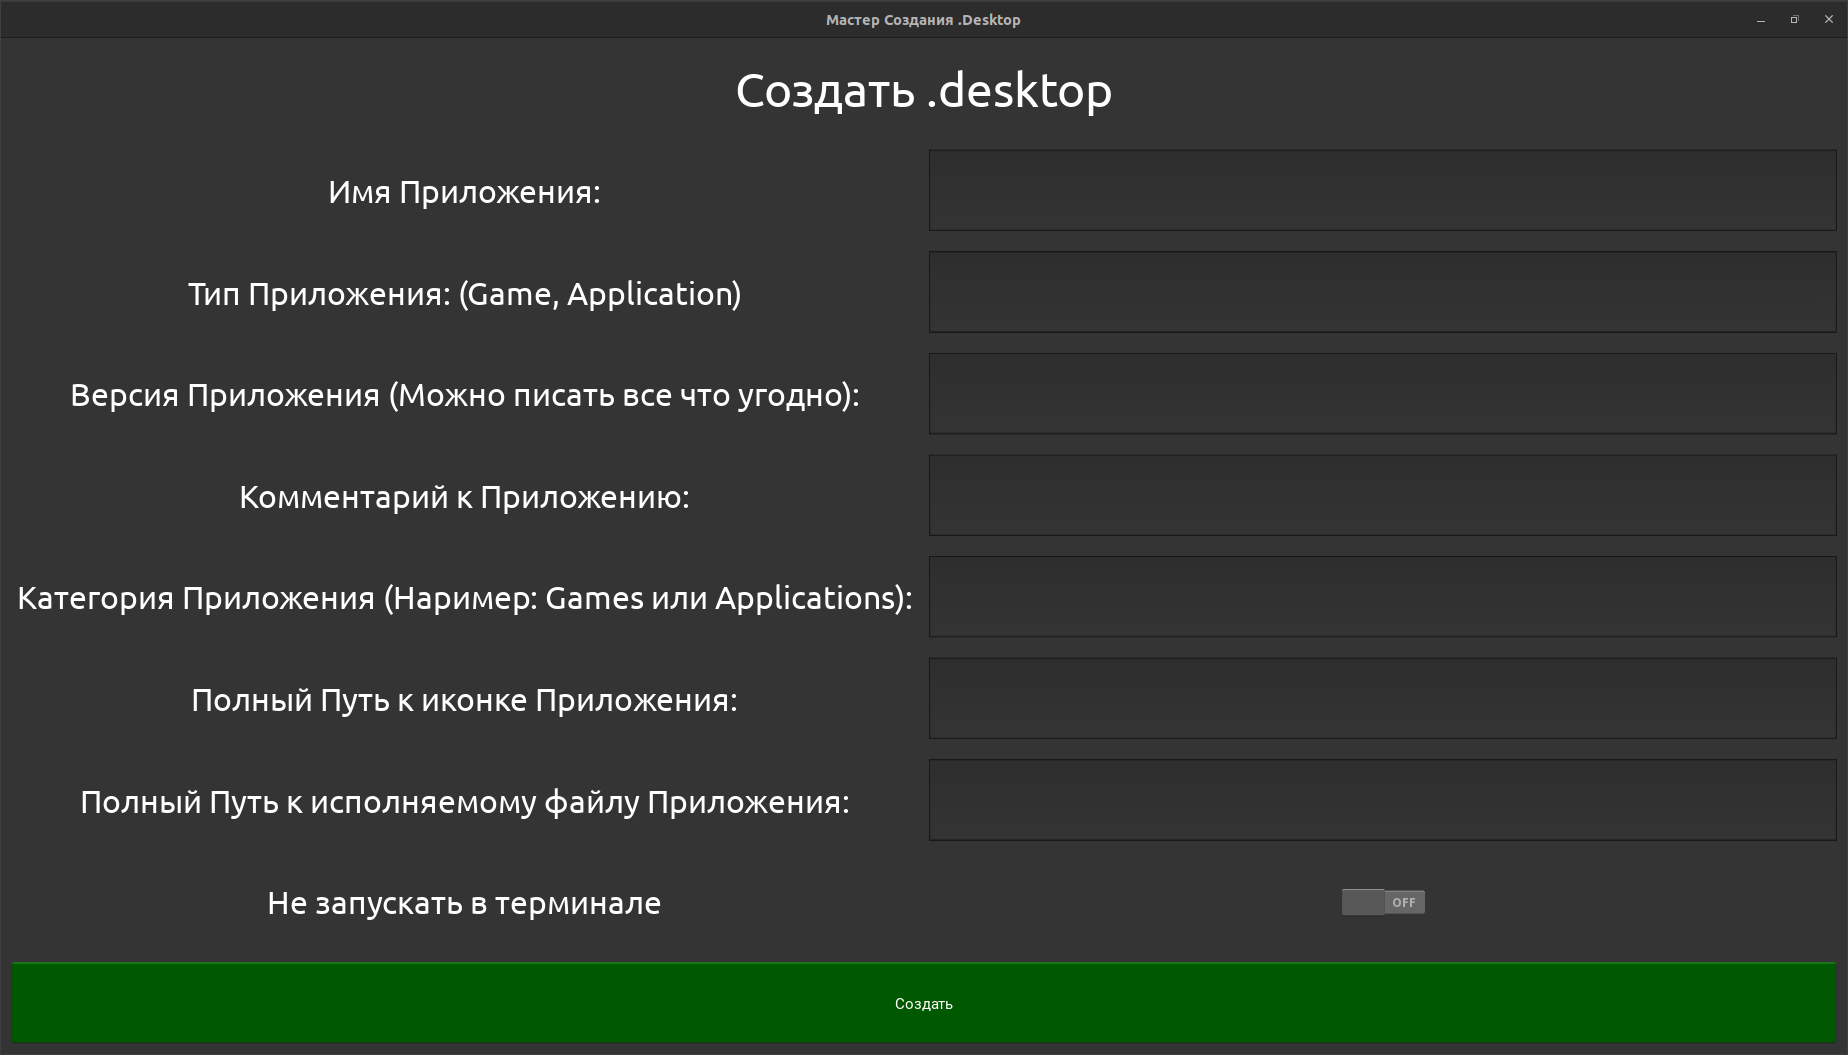 Мастер Создания .Desktop
Создать .desktop
Имя Приложения:
Тип Приложения: (Game, Application)
Версия Приложения (Можно писать все что угодно):
Комментарий к Приложению:
Категория Приложения (Наример: Games или Applications):
Полный Путь к иконке Приложения:
Полный Путь к исполняемому файлу Приложения:
Не запускать в терминале
OFF
Создать